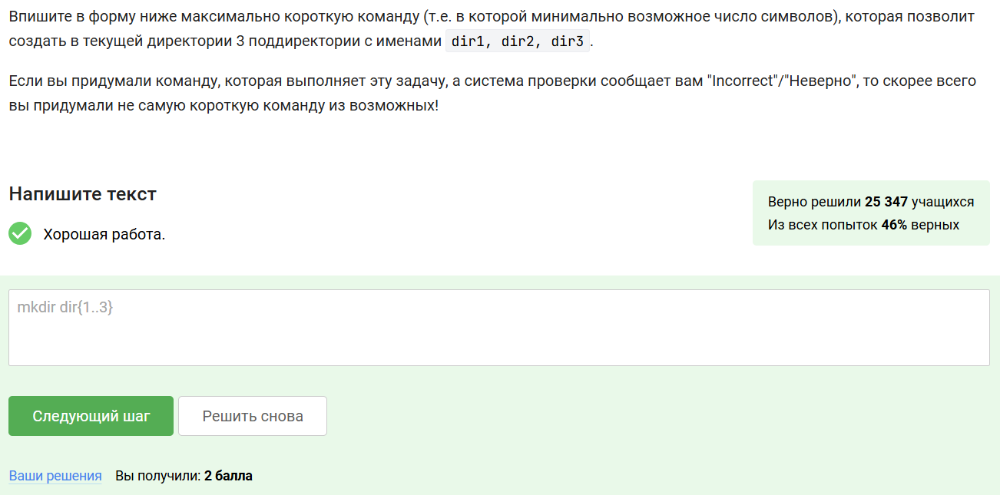 Впишите в форму ниже максимально короткую команду (т.е. в которой минимально возможное число символов), которая позволит
создать в текущей директории 3 поддиректории с именами dir1, dir2, dir3 .
Если вы придумали команду, которая выполняет эту задачу, а система проверки сообщает вам "Incorrect"/"Неверно", то скорее всего
вы придумали не самую короткую команду из возможных!
Напишите текст
Верно решили 25 347 учащихся
Из всех попыток 46% верных
Хорошая работа.
mkdir dir{1..3}
Следующий шаг Решить снова
Ваши решения Вы получили: 2 балла